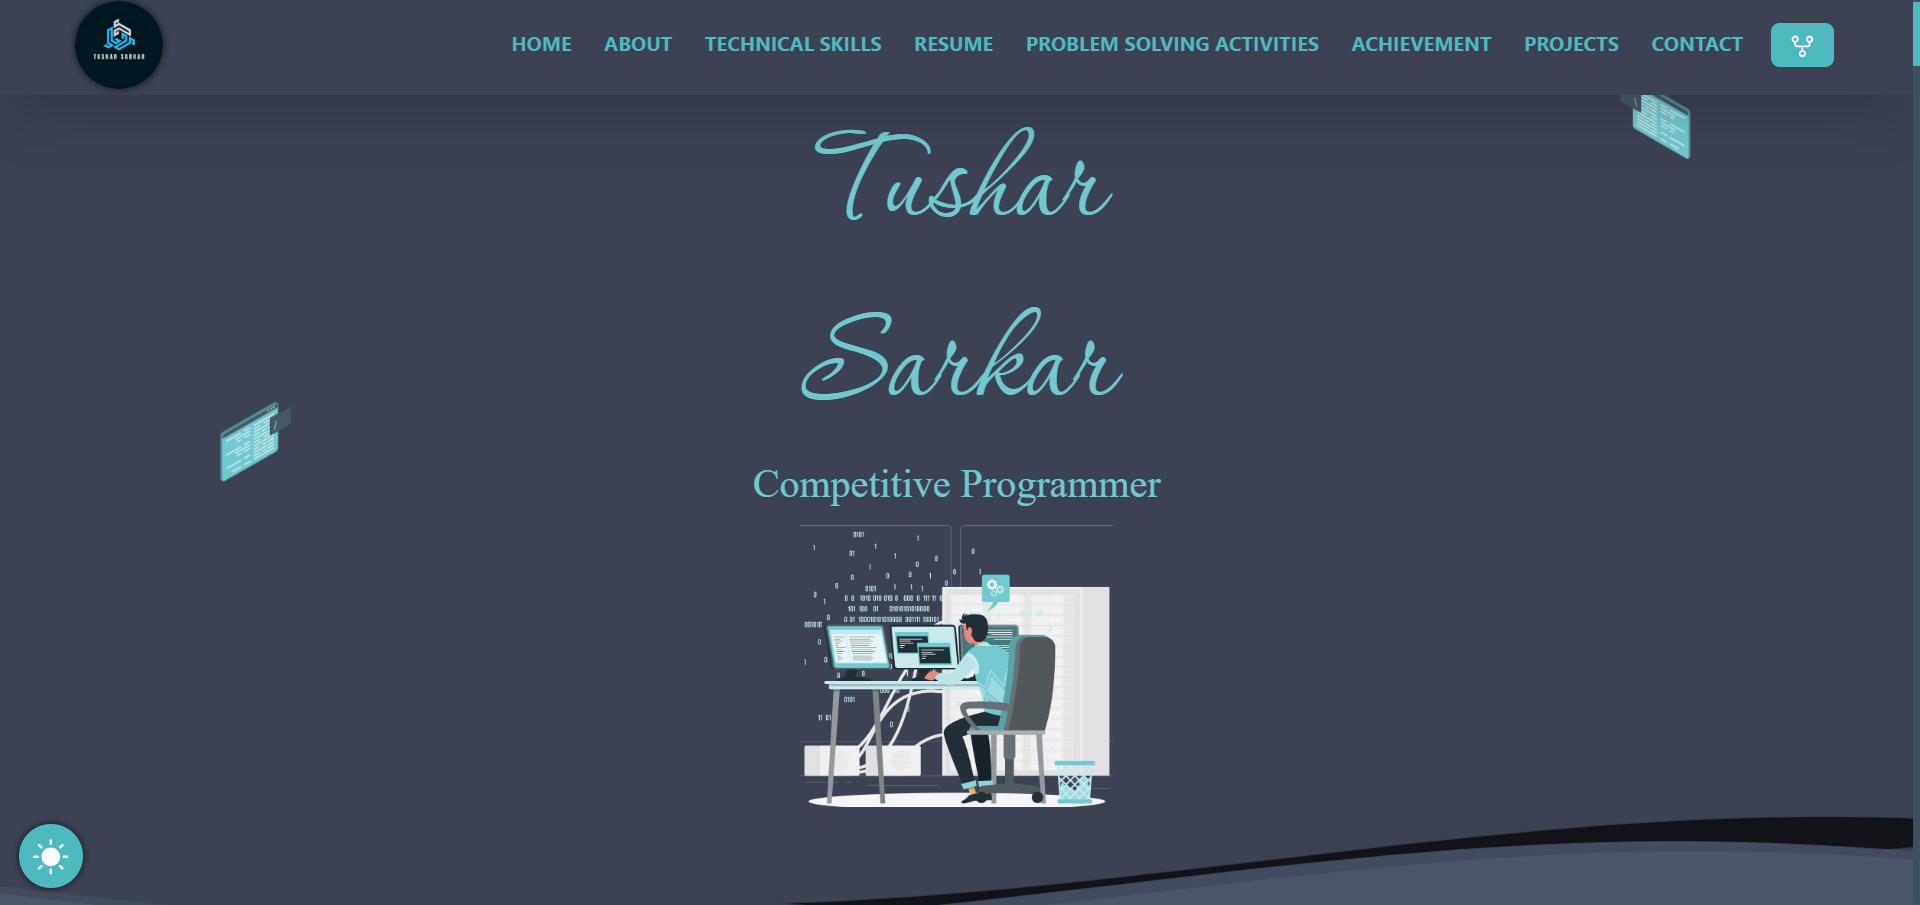 TUSHAR SARKAR
HOME ABOUT TECHNICAL SKILLS RESUME PROBLEM SOLVING ACTIVITIES ACHIEVEMENT PROJECTS CONTACT
Tushar
Sarkar
Competitive Programmer